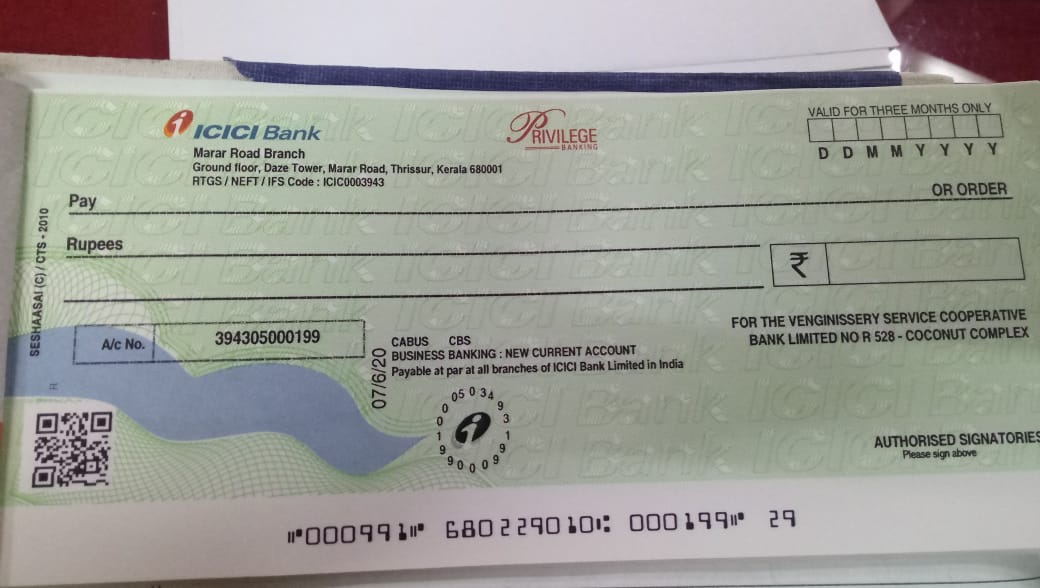 ICICI Bank
Marar Road Branch
Ground floor, Daze Tower, Marar Road, Thrissur, Kerala 680001
RTGS / NEFT / IFS Code : ICIC0003943
PRIVILEGE
BANKING
VALID FOR THREE MONTHS ONLY
D D M M Y Y Y Y
Pay
OR ORDER
Rupees
₹
SESHAASAI (C) / CTS - 2010
A/c No. 394305000199
07/6/20
CABUS CBS
BUSINESS BANKING : NEW CURRENT ACCOUNT
Payable at par at all branches of ICICI Bank Limited in India
FOR THE VENGINISSERY SERVICE COOPERATIVE
BANK LIMITED NO R 528 - COCONUT COMPLEX
AUTHORISED SIGNATORIES
Please sign above
⑈000991⑈ 680229010⑆ 000199⑈ 29